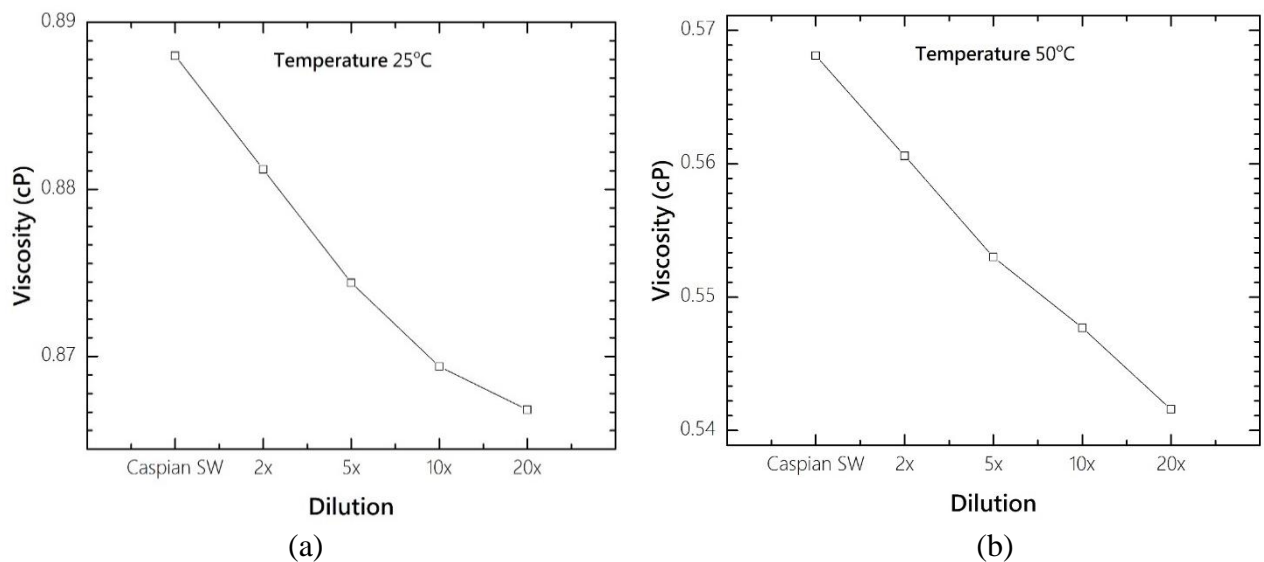 0.89
0.88
0.87
Viscosity (cP)
Temperature 25°C
Caspian SW 2x 5x 10x 20x
Dilution
(a)
0.57
0.56
0.55
0.54
Viscosity (cP)
Temperature 50°C
Caspian SW 2x 5x 10x 20x
Dilution
(b)